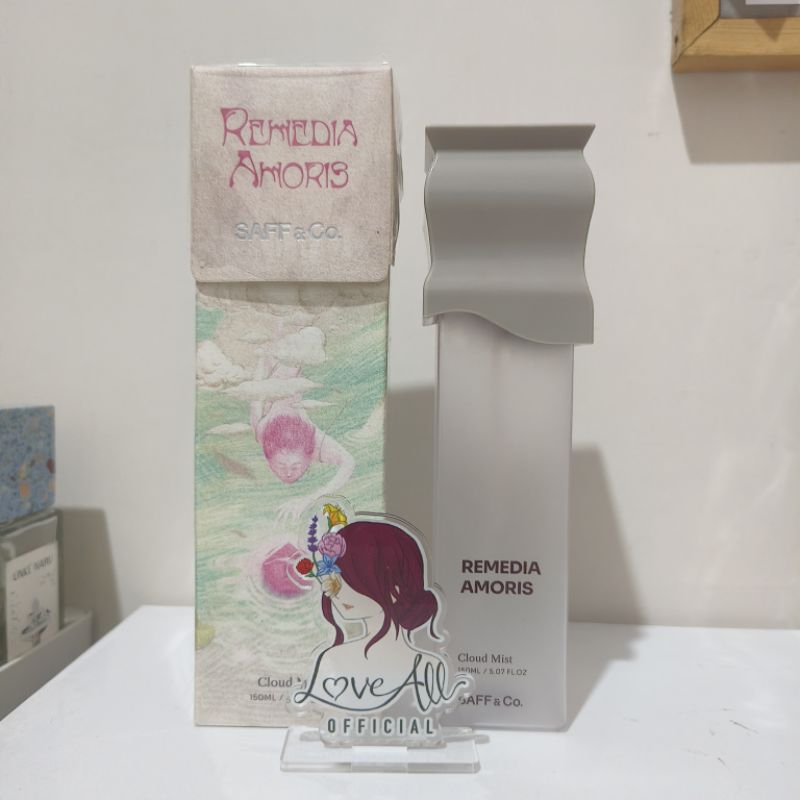 REMEDIA
AMORIS
SAFF & Co.
Cloud
150ML /
REMEDIA
AMORIS
Cloud Mist
150ML / 5.07 FL.OZ
SAFF & Co.
Love All
OFFICIAL